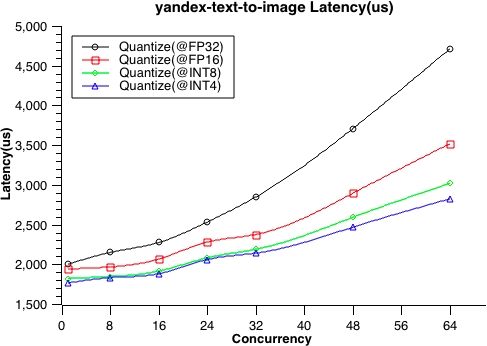 yandex-text-to-image Latency(us)
Quantize(@FP32)
Quantize(@FP16)
Quantize(@INT8)
Quantize(@INT4)
Latency(us)
5,000
4,500
4,000
3,500
3,000
2,500
2,000
1,500
0 8 16 24 32 40 48 56 64
Concurrency